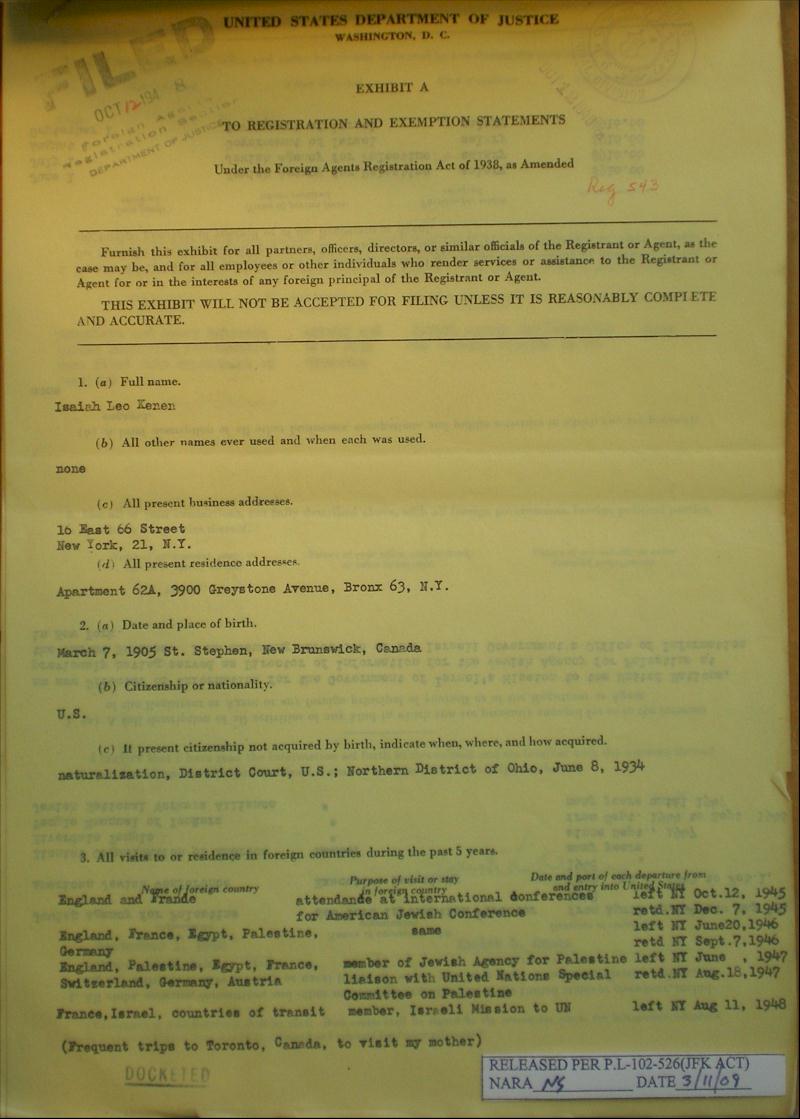 UNITED STATES DEPARTMENT OF JUSTICE
WASHINGTON, D. C.
FILED
OCT 12 194 8
Foreign Agents
Registration Section
DEPARTMENT OF JUSTICE
EXHIBIT A
TO REGISTRATION AND EXEMPTION STATEMENTS
Under the Foreign Agents Registration Act of 1938, as Amended
Reg 543
Furnish this exhibit for all partners, officers, directors, or similar officials of the Registrant or Agent, as the
case may be, and for all employees or other individuals who render services or assistance to the Registrant or
Agent for or in the interests of any foreign principal of the Registrant or Agent.
THIS EXHIBIT WILL NOT BE ACCEPTED FOR FILING UNLESS IT IS REASONABLY COMPLETE
AND ACCURATE.
1. (a) Full name.
Isaiah Leo Kenen
(b) All other names ever used and when each was used.
none
(c) All present business addresses.
16 East 66 Street
New York, 21, N.Y.
(d) All present residence addresses.
Apartment 62A, 3900 Greystone Avenue, Bronx 63, N.Y.
2. (a) Date and place of birth.
March 7, 1905 St. Stephen, New Brunswick, Canada
(b) Citizenship or nationality.
U.S.
(c) If present citizenship not acquired by birth, indicate when, where, and how acquired.
naturalization, District Court, U.S.; Northern District of Ohio, June 8, 1934
3. All visits to or residence in foreign countries during the past 5 years.
Name of foreign country Purpose of visit or stay in foreign country Date and port of each departure from and entry into United States
England and France attendance at international conferences left NY Oct.12, 1945
for American Jewish Conference retd.NY Dec. 7, 1945
England, France, Egypt, Palestine, same left NY June20,1946
Germany retd NY Sept.7,1946
England, Palestine, Egypt, France, member of Jewish Agency for Palestine left NY June , 1947
Switzerland, Germany, Austria liaison with United Nations Special retd.NY Aug.18,1947
Committee on Palestine
France,Israel, countries of transit member, Israeli Mission to UN left NY Aug 11, 1948
(Frequent trips to Toronto, Canada, to visit my mother)
DOCKETED
RELEASED PER P.L-102-526(JFK ACT)
NARA NS DATE 3/11/09